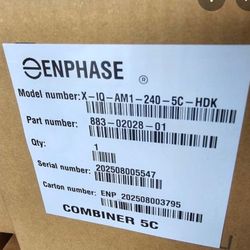 ENPHASE ®
Model number: X-IQ-AM1-240-5C-HDK
Part number: 883-02028-01
Qty: 1
Serial number: 202508005547
Carton number: ENP 202508003795
COMBINER 5C